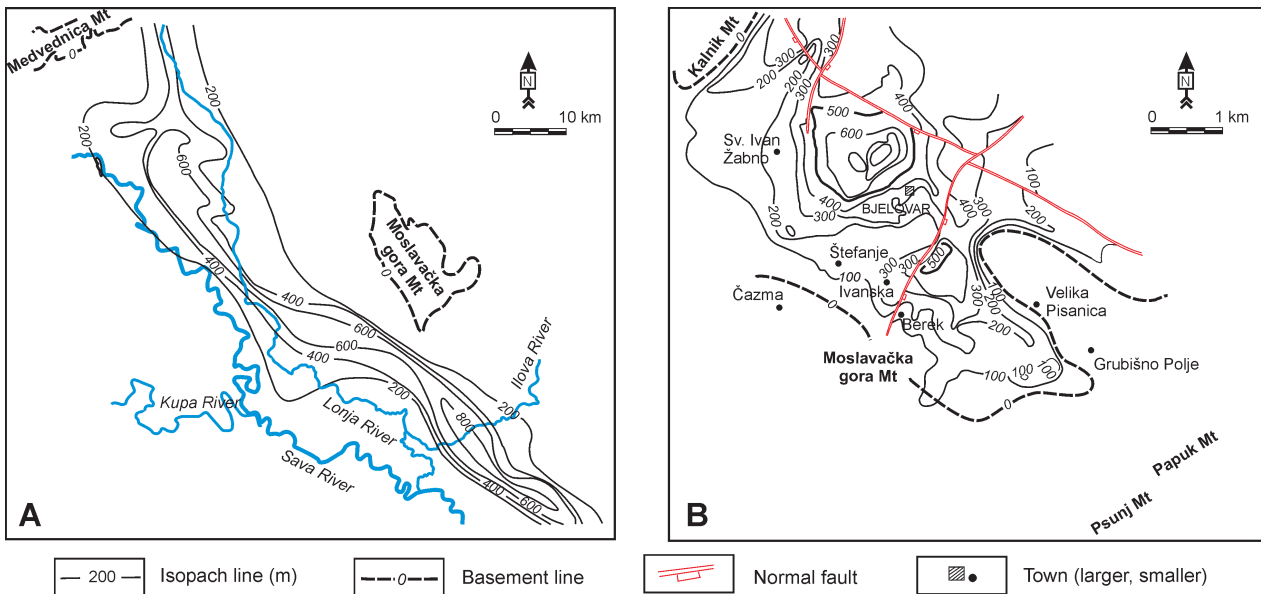 Medvednica Mt
0
200
N
0 10 km
200
600
Moslavačka
gora Mt
0
400
400
600
600
400
200
Ilova River
Kupa River
Lonja River
800
200
Sava River
400
600
A
Kalnik Mt
0
200
300
300
300
200
300
400
N
0 1 km
500
600
Sv. Ivan
Žabno
100
400
BJELOVAR
300
200
400
300
200
Štefanje
300
300
500
100
Ivanska
300
100
200
200
Čazma
0
Velika
Pisanica
Berek
200
Moslavačka
gora Mt
100
100
100
Grubišno Polje
0
Papuk Mt
Psunj Mt
B
200 Isopach line (m)
0 Basement line
Normal fault
Town (larger, smaller)